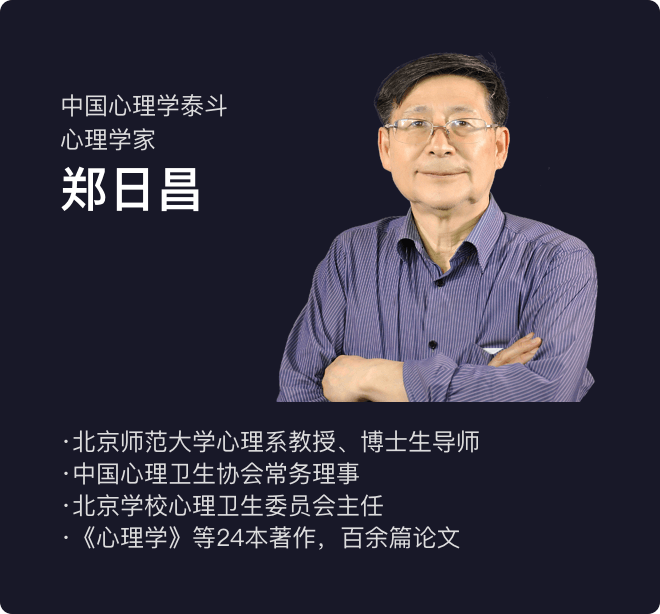 中国心理学泰斗
心理学家
郑日昌
·北京师范大学心理系教授、博士生导师
·中国心理卫生协会常务理事
·北京学校心理卫生委员会主任
·《心理学》等24本著作，百余篇论文